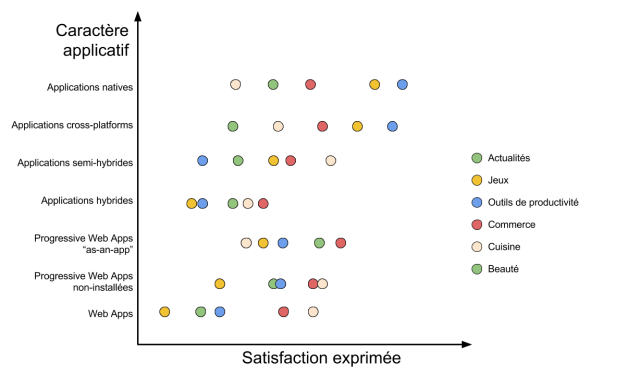 Caractère
applicatif
Applications natives
Applications cross-platforms
Applications semi-hybrides
Applications hybrides
Progressive Web Apps
"as-an-app"
Progressive Web Apps
non-installées
Web Apps
Actualités
Jeux
Outils de productivité
Commerce
Cuisine
Beauté
Satisfaction exprimée